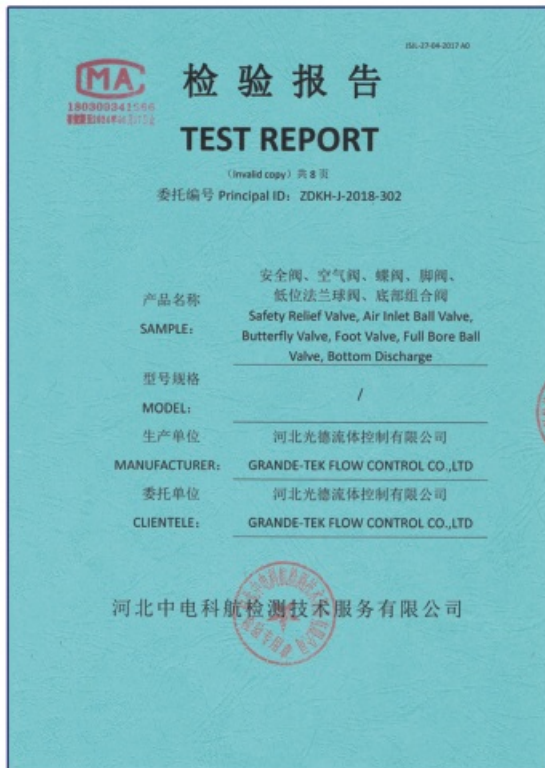 JSJL-27-04-2017-A0
MA
检验报告
TEST REPORT
(Invalid copy) 共 8 页
委托编号 Principal ID: ZDKH-J-2018-302
产品名称
SAMPLE:
安全阀、空气阀、蝶阀、脚阀、
低位法兰球阀、底部组合阀
Safety Relief Valve, Air Inlet Ball Valve,
Butterfly Valve, Foot Valve, Full Bore Ball
Valve, Bottom Discharge
型号规格
MODEL:
/
生产单位
河北光德流体控制有限公司
MANUFACTURER:
GRANDE-TEK FLOW CONTROL CO.,LTD
委托单位
河北光德流体控制有限公司
CLIENTELE:
GRANDE-TEK FLOW CONTROL CO.,LTD
河北中电科航检测技术服务有限公司